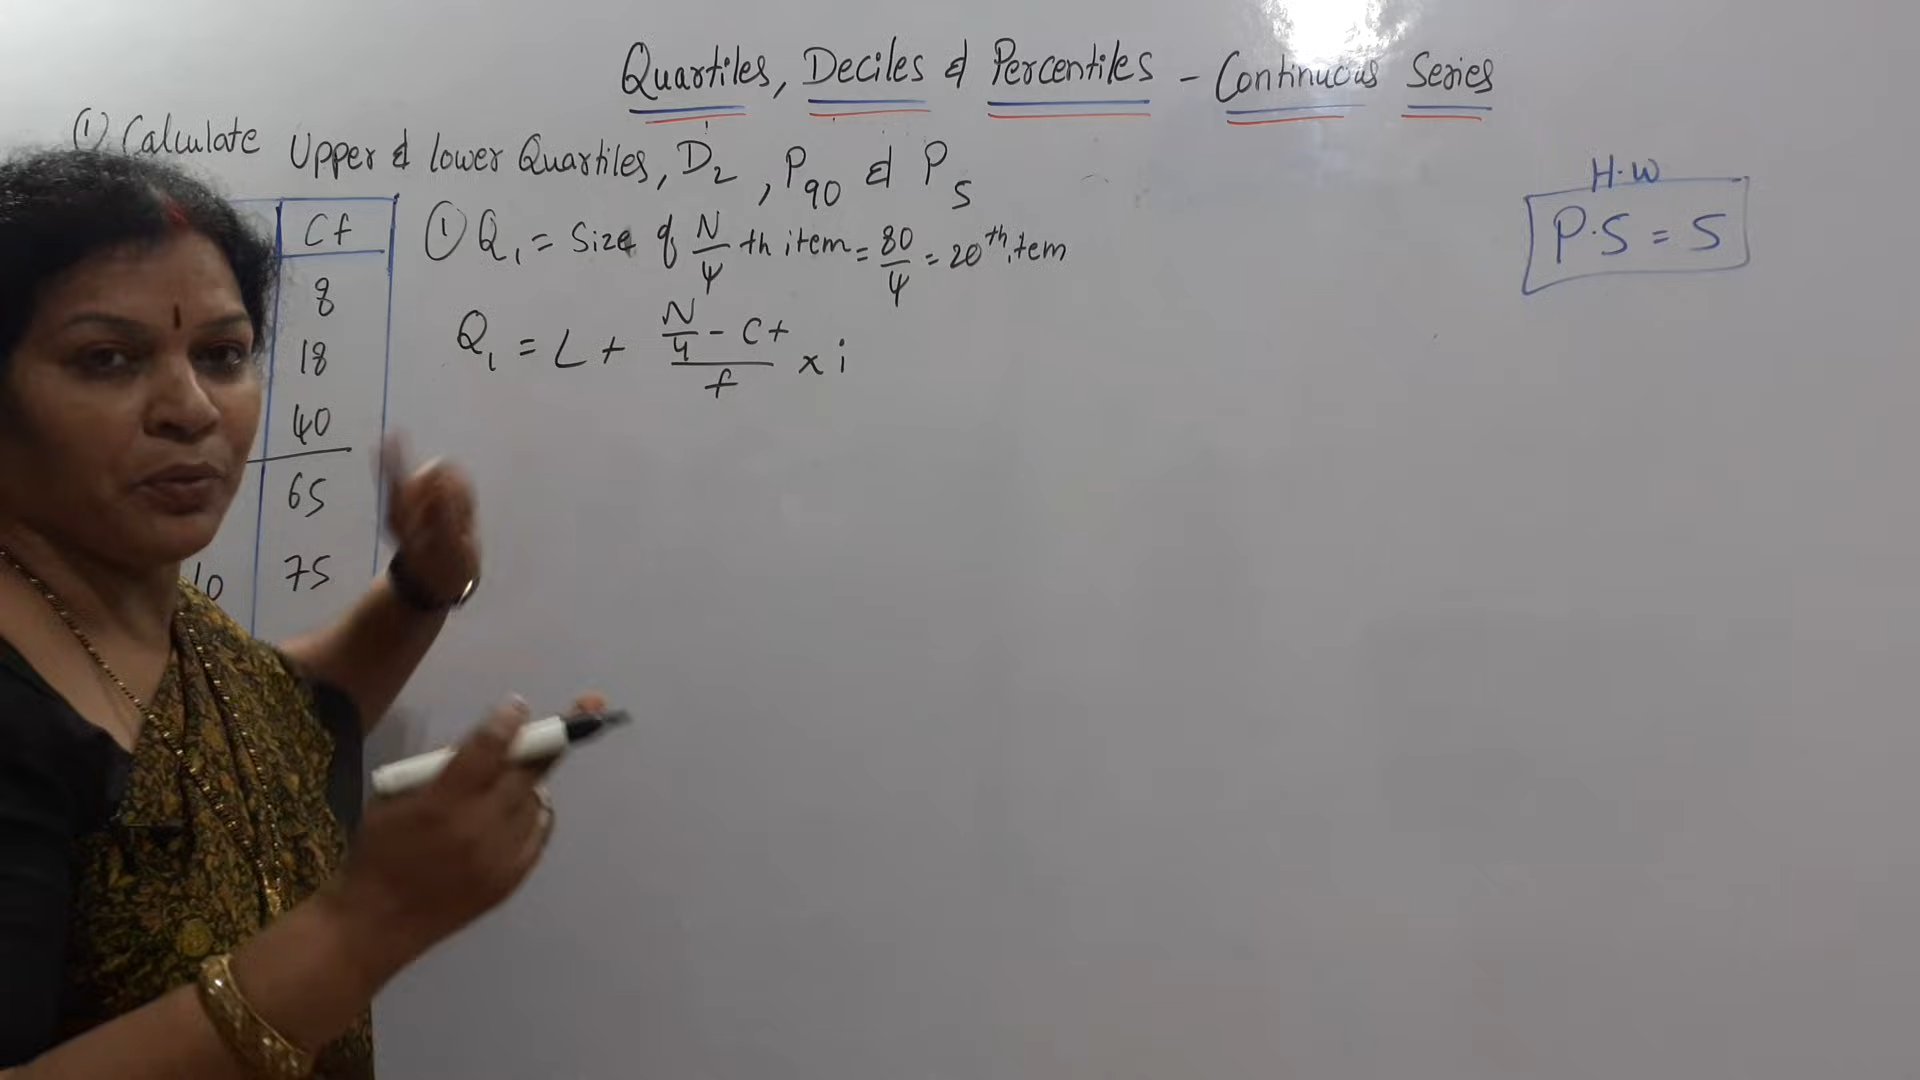 Quartiles, Deciles & Percentiles - Continuous Series
① Calculate Upper & lower Quartiles, D2, P90 & P5
H.W
P.S = 5
Cf
8
18
40
65
10 75
① Q1 = Size of N/4 th item = 80/4 = 20th item
Q1 = L + (N/4 - Cf)/f x i